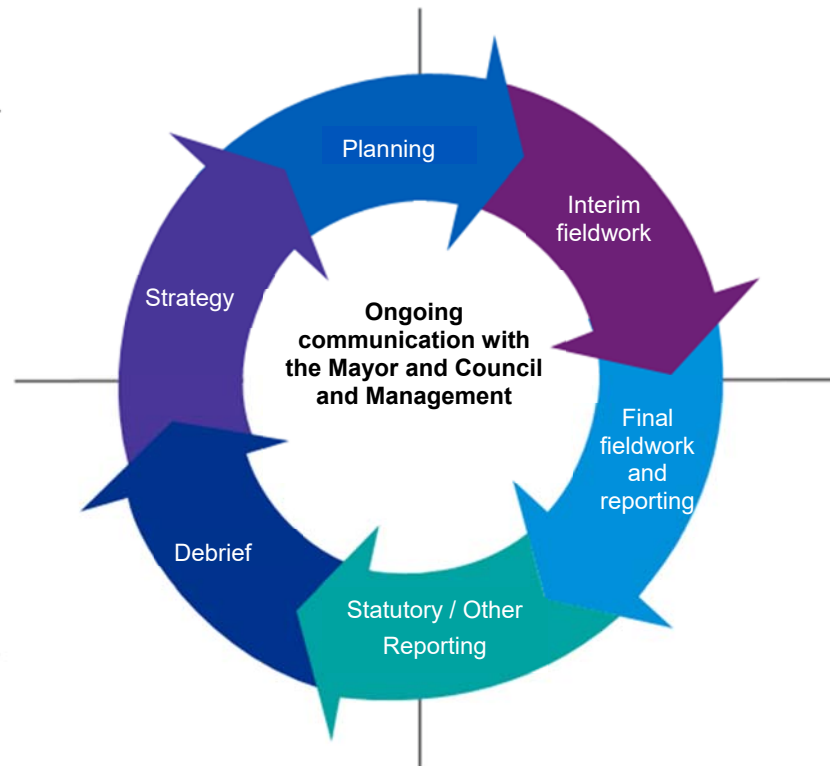 Planning
Interim
fieldwork
Strategy
Ongoing
communication with
the Mayor and Council
and Management
Final
fieldwork
and
reporting
Debrief
Statutory / Other
Reporting